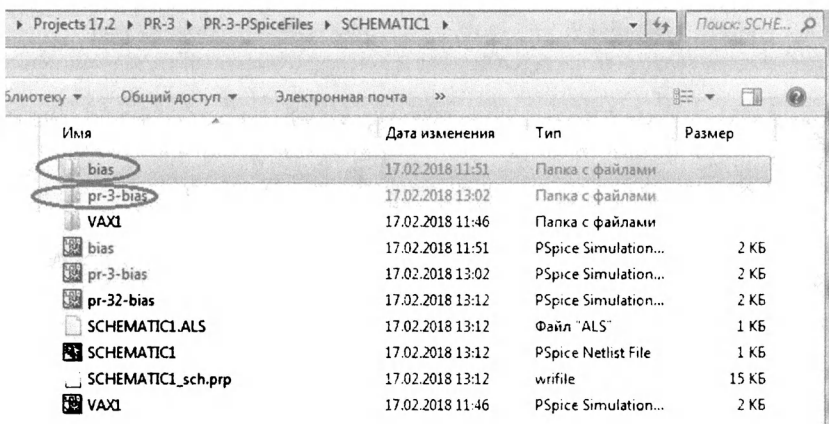 Projects 17.2 ▸ PR-3 ▸ PR-3-PSpiceFiles ▸ SCHEMATIC1 ▸ Поиск: SCHE...
блиотеку Общий доступ Электронная почта »
Имя Дата изменения Тип Размер
bias 17.02.2018 11:51 Папка с файлами
pr-3-bias 17.02.2018 13:02 Папка с файлами
VAX1 17.02.2018 11:46 Папка с файлами
bias 17.02.2018 11:51 PSpice Simulation... 2 КБ
pr-3-bias 17.02.2018 13:02 PSpice Simulation... 2 КБ
pr-32-bias 17.02.2018 13:12 PSpice Simulation... 2 КБ
SCHEMATIC1.ALS 17.02.2018 13:12 Файл "ALS" 1 КБ
SCHEMATIC1 17.02.2018 13:12 PSpice Netlist File 1 КБ
SCHEMATIC1_sch.prp 17.02.2018 13:12 wrifile 15 КБ
VAX1 17.02.2018 11:46 PSpice Simulation... 2 КБ